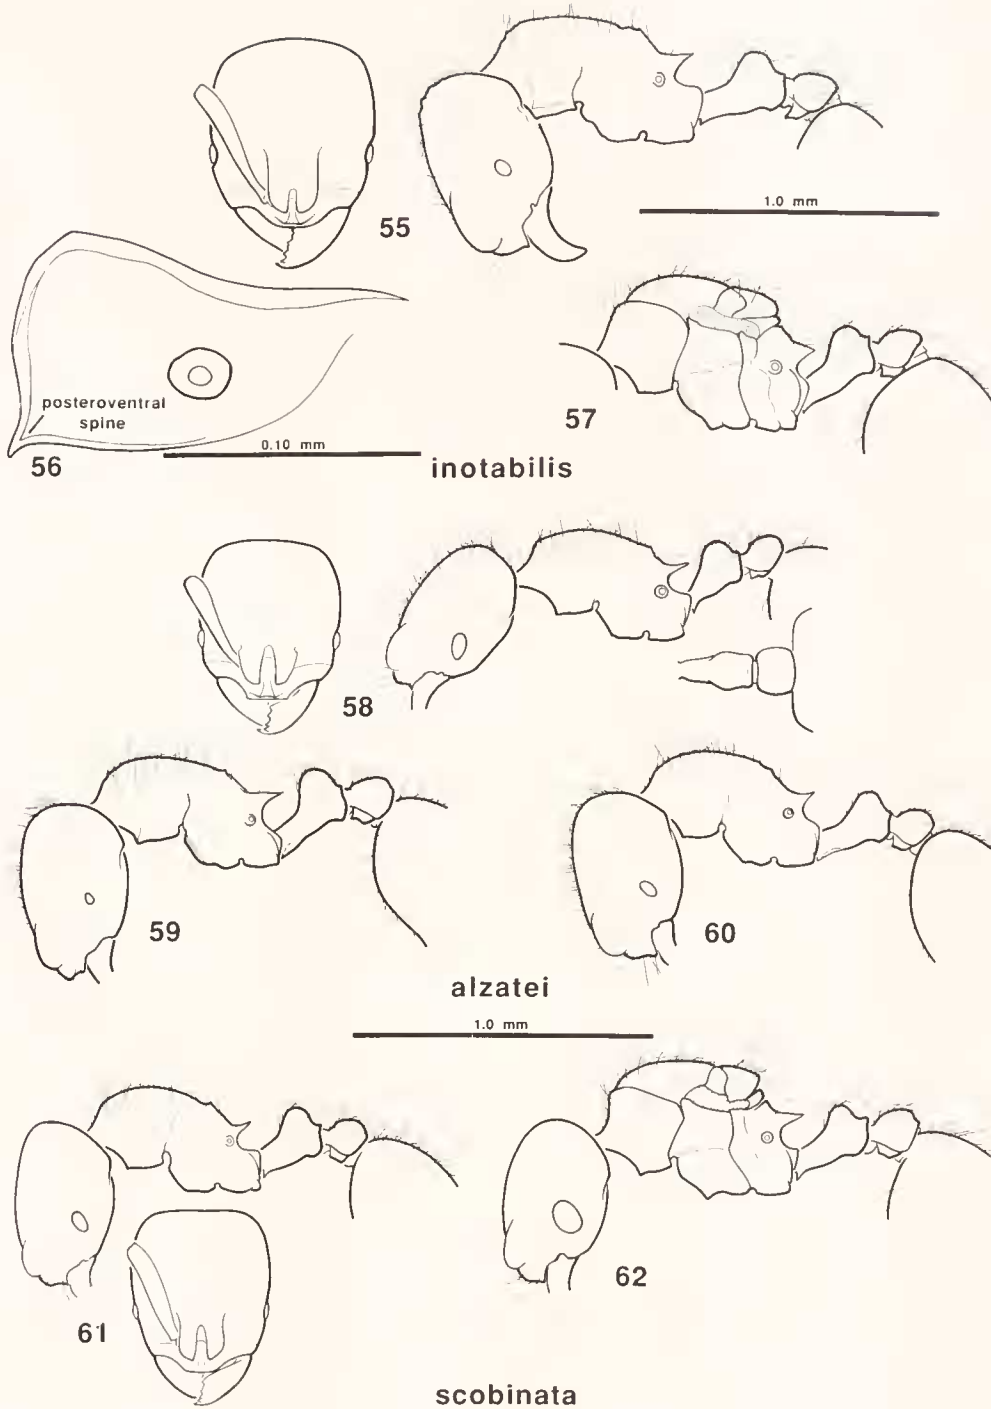 55
1.0 mm
57
posteroventral
spine
0.10 mm
56
inotabilis
58
59
60
alzatei
1.0 mm
61
62
scobinata